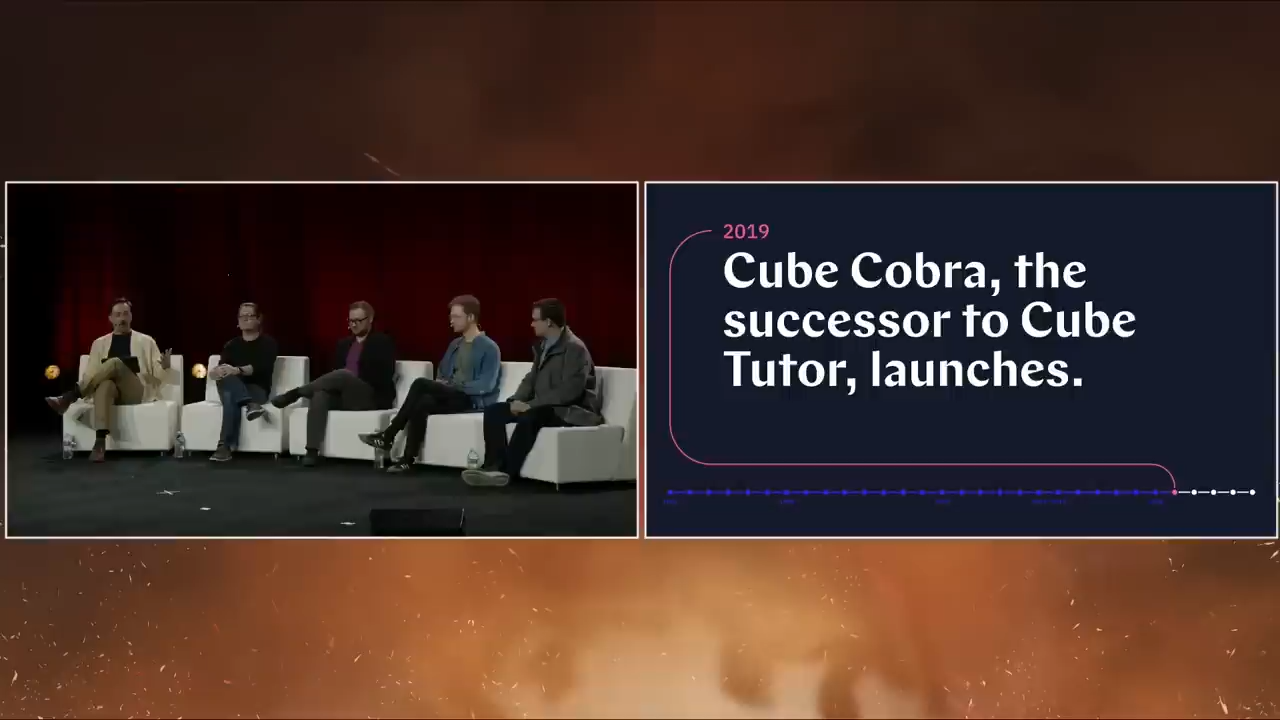 2019
Cube Cobra, the
successor to Cube
Tutor, launches.